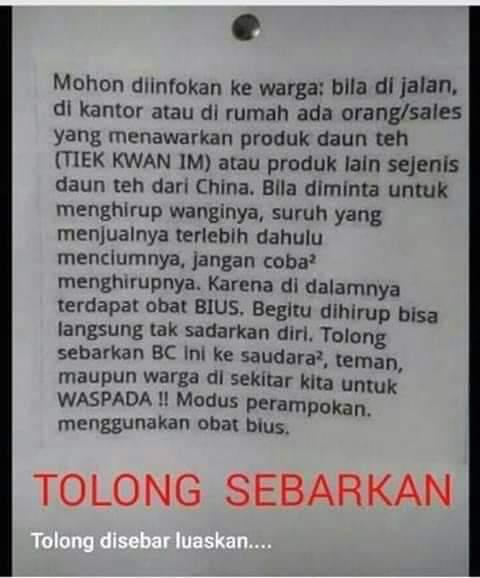 Mohon diinfokan ke warga: bila di jalan,
di kantor atau di rumah ada orang/sales
yang menawarkan produk daun teh
(TIEK KWAN IM) atau produk lain sejenis
daun teh dari China. Bila diminta untuk
menghirup wanginya, suruh yang
menjualnya terlebih dahulu
menciumnya, jangan coba²
menghirupnya. Karena di dalamnya
terdapat obat BIUS. Begitu dihirup bisa
langsung tak sadarkan diri. Tolong
sebarkan BC ini ke saudara², teman,
maupun warga di sekitar kita untuk
WASPADA !! Modus perampokan.
menggunakan obat bius.
TOLONG SEBARKAN
Tolong disebar luaskan....